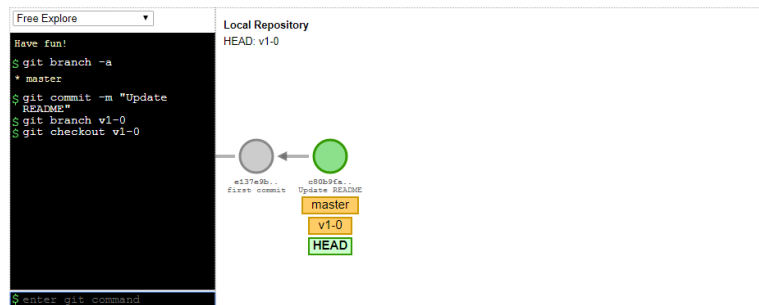 Free Explore
Have fun!
$ git branch -a
* master
$ git commit -m "Update
README"
$ git branch v1-0
$ git checkout v1-0
$ enter git command
Local Repository
HEAD: v1-0
e137e9b..
first commit
c80b9fa..
Update README
master
v1-0
HEAD